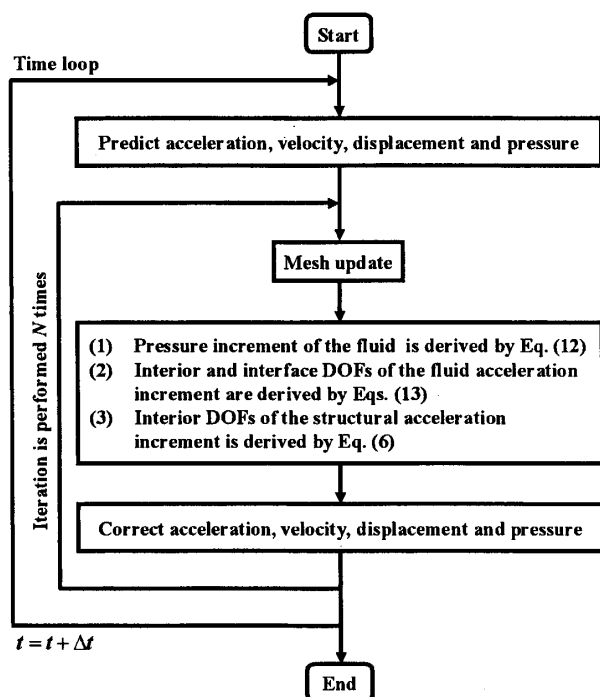 Start
Time loop
Predict acceleration, velocity, displacement and pressure
Mesh update
Iteration is performed N times
(1) Pressure increment of the fluid is derived by Eq. (12)
(2) Interior and interface DOFs of the fluid acceleration
increment are derived by Eqs. (13)
(3) Interior DOFs of the structural acceleration
increment is derived by Eq. (6)
Correct acceleration, velocity, displacement and pressure
t = t + Δt
End